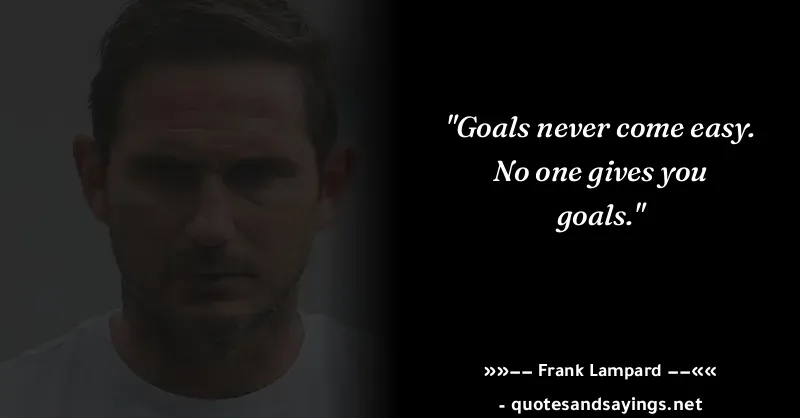 "Goals never come easy.
No one gives you
goals."
»»−− Frank Lampard −−««
- quotesandsayings.net